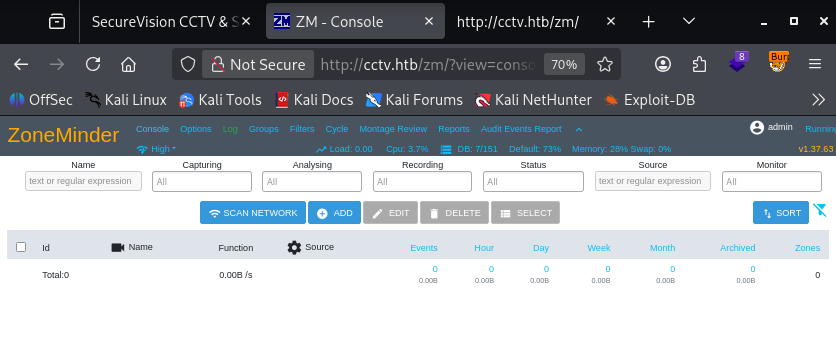 SecureVision CCTV & S
ZM - Console
http://cctv.htb/zm/
Not Secure
http://cctv.htb/zm/?view=conso
70%
8
Bur
OffSec
Kali Linux
Kali Tools
Kali Docs
Kali Forums
Kali NetHunter
Exploit-DB
ZoneMinder
Console
Options
Log
Groups
Filters
Cycle
Montage Review
Reports
Audit Events Report
admin
Runnin
High
Load: 0.00
Cpu: 3.7%
DB: 7/151
Default: 73%
Memory: 28% Swap: 0%
v1.37.63
Name
Capturing
Analysing
Recording
Status
Source
Monitor
text or regular expression
All
All
All
All
text or regular expression
All
SCAN NETWORK
ADD
EDIT
DELETE
SELECT
SORT
Id
Name
Function
Source
Events
Hour
Day
Week
Month
Archived
Zones
Total:0
0.00B /s
0
0
0
0
0
0
0
0.00B
0.00B
0.00B
0.00B
0.00B
0.00B